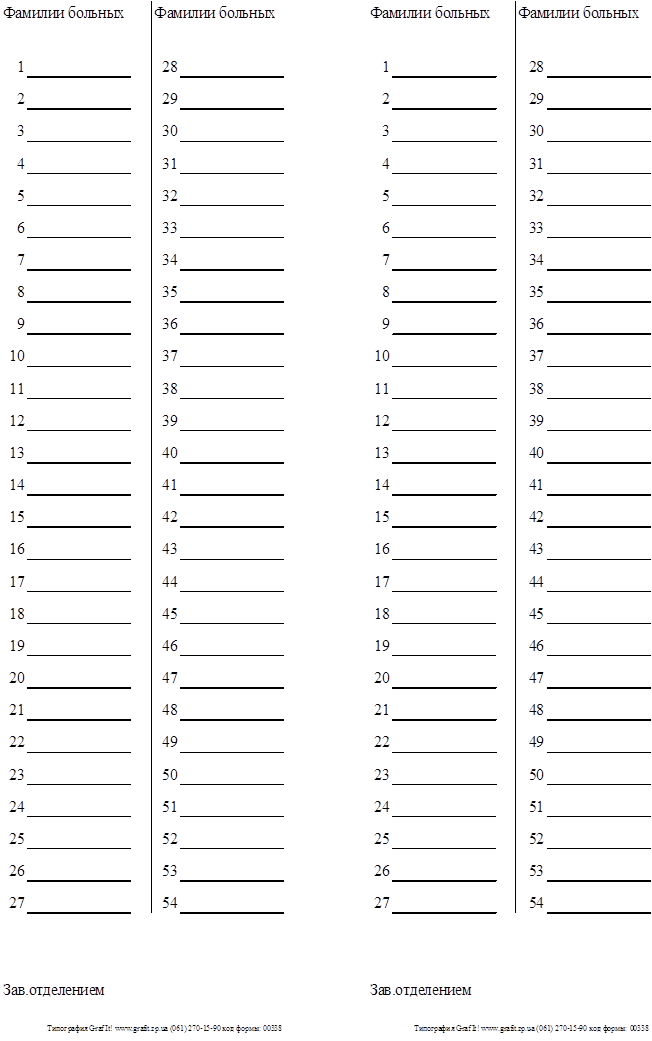 Фамилии больных Фамилии больных Фамилии больных Фамилии больных
1 28 1 28
2 29 2 29
3 30 3 30
4 31 4 31
5 32 5 32
6 33 6 33
7 34 7 34
8 35 8 35
9 36 9 36
10 37 10 37
11 38 11 38
12 39 12 39
13 40 13 40
14 41 14 41
15 42 15 42
16 43 16 43
17 44 17 44
18 45 18 45
19 46 19 46
20 47 20 47
21 48 21 48
22 49 22 49
23 50 23 50
24 51 24 51
25 52 25 52
26 53 26 53
27 54 27 54
Зав.отделением Зав.отделением
Типография Graf It! www.grafit.zp.ua (061) 270-15-90 код формы: 00338 Типография Graf It! www.grafit.zp.ua (061) 270-15-90 код формы: 00338